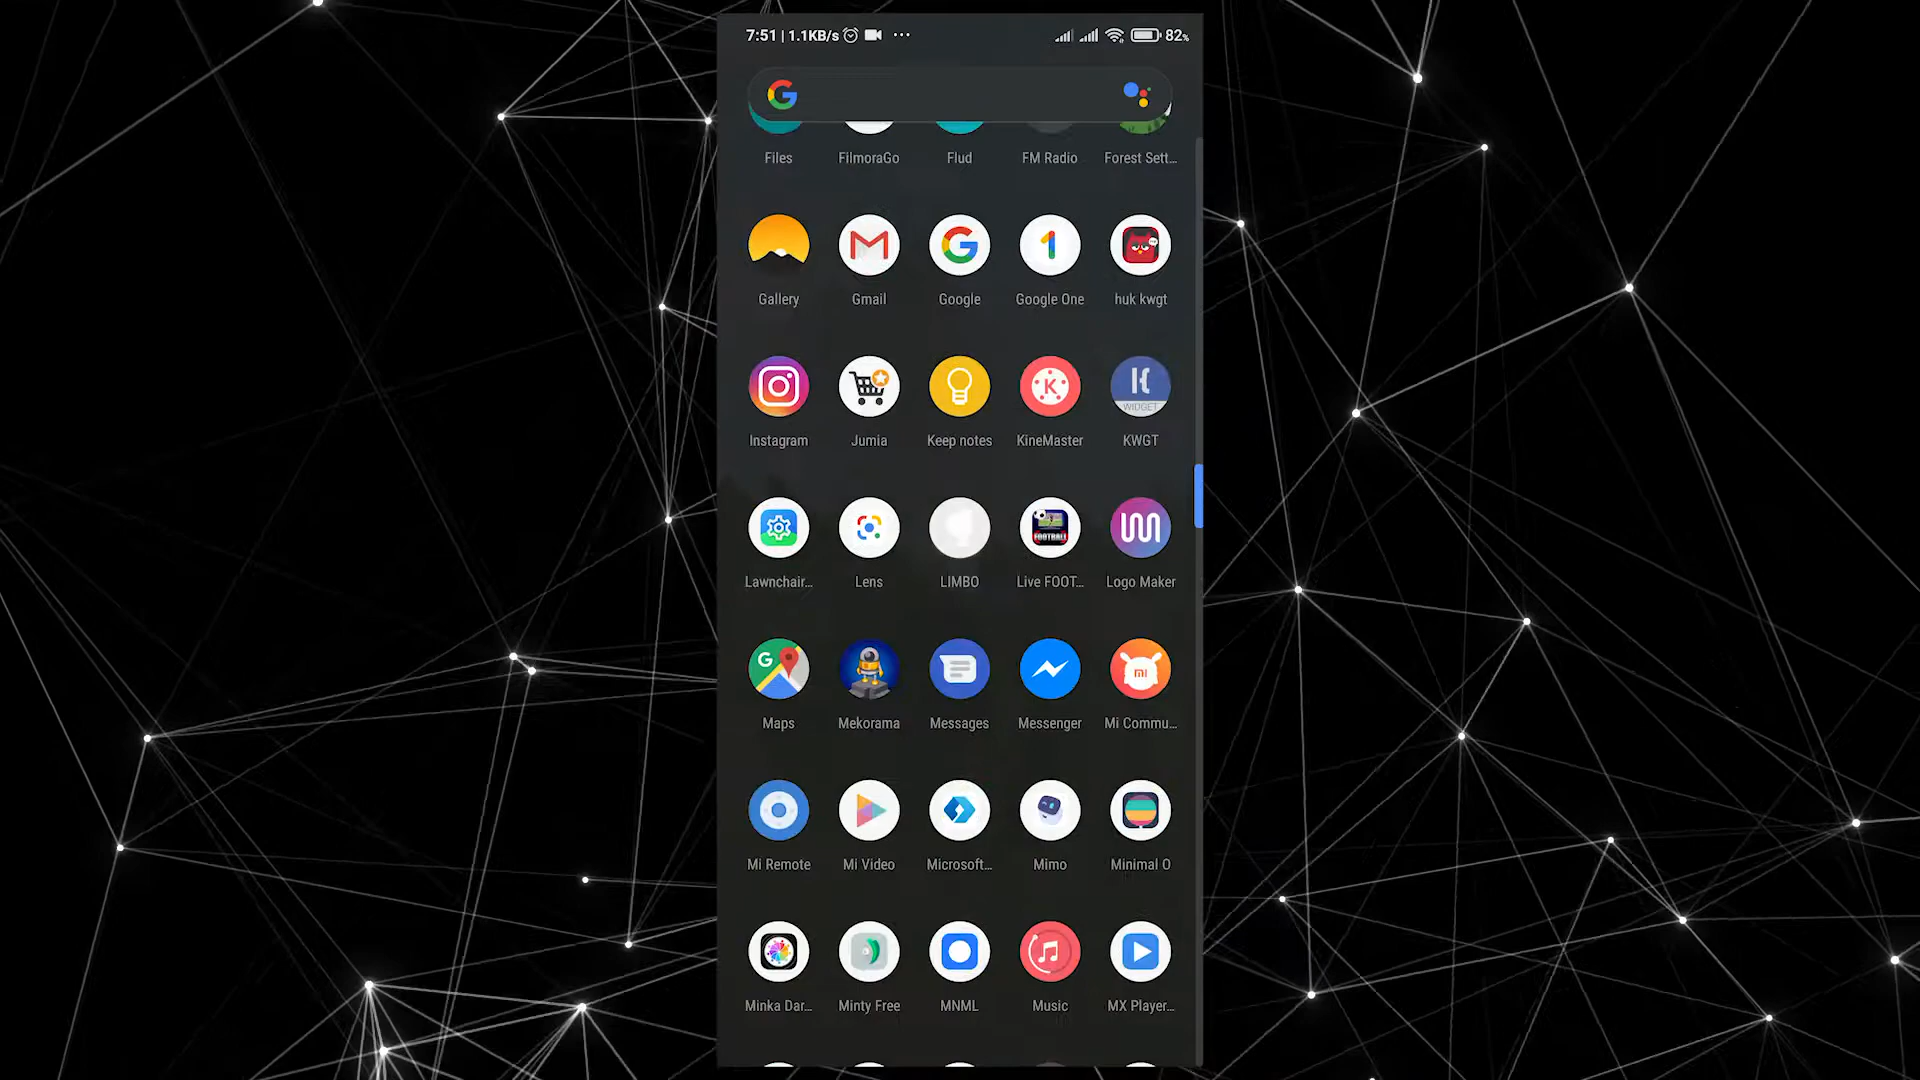 7:51 | 1.1KB/s 82%
Files FilmoraGo Flud FM Radio Forest Sett...
Gallery Gmail Google Google One huk kwgt
WIDGET
Instagram Jumia Keep notes KineMaster KWGT
FOOTBALL
Lawnchair... Lens LIMBO Live FOOT... Logo Maker
Maps Mekorama Messages Messenger Mi Commu...
Mi Remote Mi Video Microsoft... Mimo Minimal O
Minka Dar... Minty Free MNML Music MX Player...